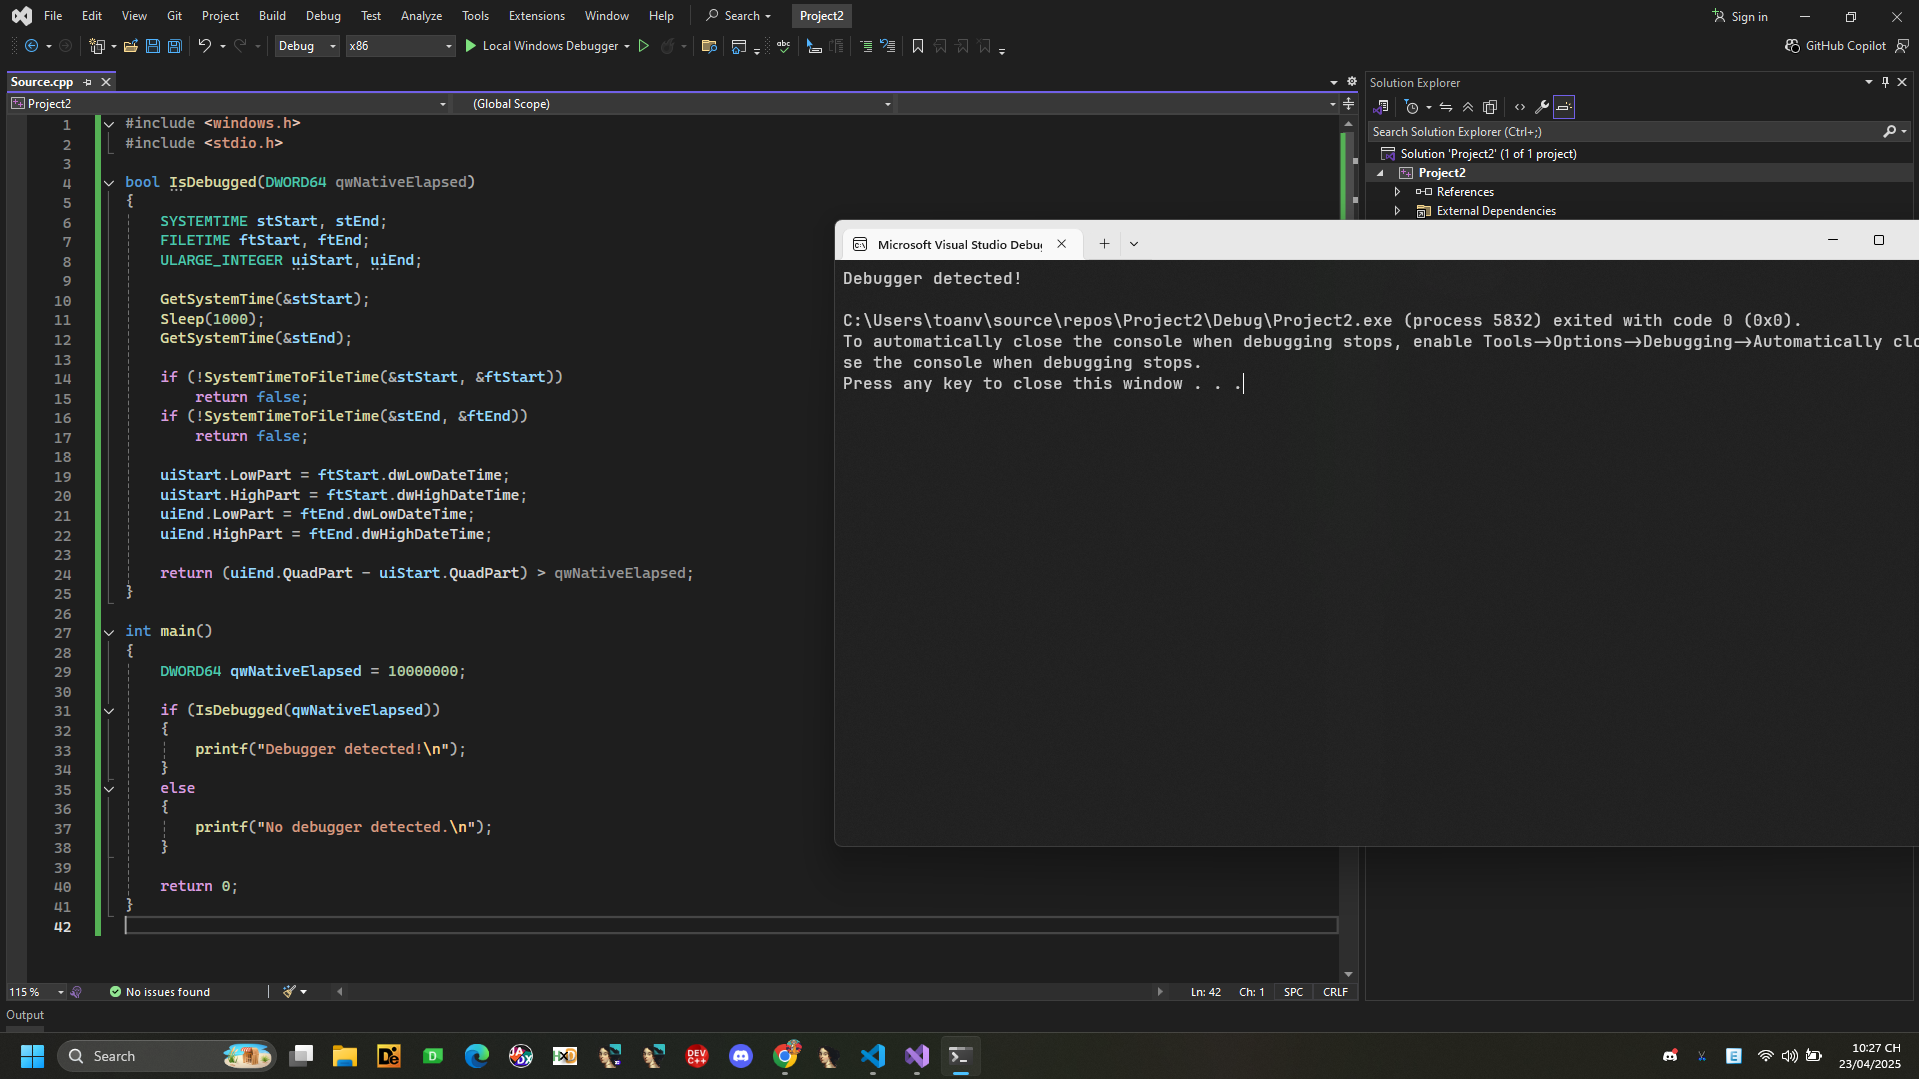 File Edit View Git Project Build Debug Test Analyze Tools Extensions Window Help Search Project2 Sign in
Debug x86 Local Windows Debugger GitHub Copilot
Source.cpp
Project2 (Global Scope)
1 #include <windows.h>
2 #include <stdio.h>
3
4 bool IsDebugged(DWORD64 qwNativeElapsed)
5 {
6 SYSTEMTIME stStart, stEnd;
7 FILETIME ftStart, ftEnd;
8 ULARGE_INTEGER uiStart, uiEnd;
9
10 GetSystemTime(&stStart);
11 Sleep(1000);
12 GetSystemTime(&stEnd);
13
14 if (!SystemTimeToFileTime(&stStart, &ftStart))
15 return false;
16 if (!SystemTimeToFileTime(&stEnd, &ftEnd))
17 return false;
18
19 uiStart.LowPart = ftStart.dwLowDateTime;
20 uiStart.HighPart = ftStart.dwHighDateTime;
21 uiEnd.LowPart = ftEnd.dwLowDateTime;
22 uiEnd.HighPart = ftEnd.dwHighDateTime;
23
24 return (uiEnd.QuadPart - uiStart.QuadPart) > qwNativeElapsed;
25 }
26
27 int main()
28 {
29 DWORD64 qwNativeElapsed = 10000000;
30
31 if (IsDebugged(qwNativeElapsed))
32 {
33 printf("Debugger detected!\n");
34 }
35 else
36 {
37 printf("No debugger detected.\n");
38 }
39
40 return 0;
41 }
42
115 % No issues found Ln: 42 Ch: 1 SPC CRLF
Output
Solution Explorer
Search Solution Explorer (Ctrl+;)
Solution 'Project2' (1 of 1 project)
Project2
References
External Dependencies
Microsoft Visual Studio Debug
Debugger detected!
C:\Users\toanv\source\repos\Project2\Debug\Project2.exe (process 5832) exited with code 0 (0x0).
To automatically close the console when debugging stops, enable Tools->Options->Debugging->Automatically clo
se the console when debugging stops.
Press any key to close this window . . .
Search
10:27 CH
23/04/2025